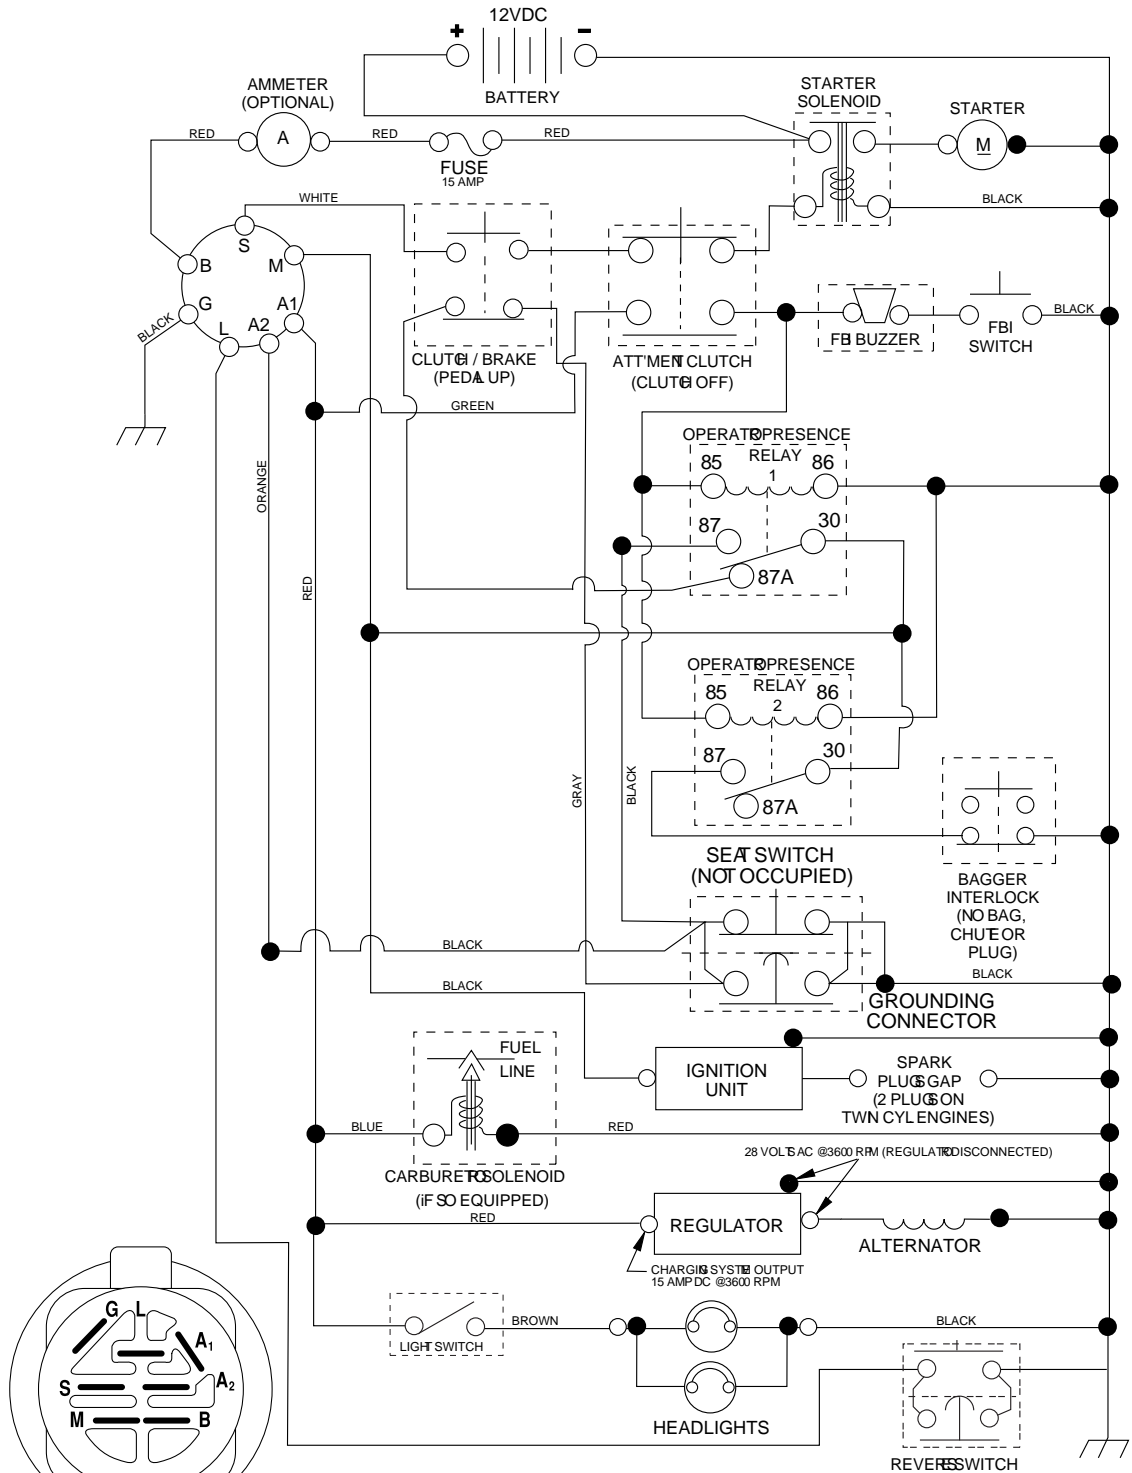 12VDC
+
-
BATTERY
AMMETER
(OPTIONAL)
STARTER
SOLENOID
STARTER
RED
A
RED
RED
M
FUSE
15 AMP
WHITE
BLACK
S
B
M
G
A1
L
A2
BLACK
CLUTCH / BRAKE
(PEDAL UP)
ATT'MENT CLUTCH
(CLUTCH OFF)
FBI BUZZER
FBI
SWITCH
BLACK
GREEN
OPERATOR PRESENCE
RELAY
1
85
86
87
30
87A
ORANGE
RED
OPERATOR PRESENCE
RELAY
2
85
86
87
30
87A
GRAY
BLACK
SEAT SWITCH
(NOT OCCUPIED)
BAGGER
INTERLOCK
(NO BAG,
CHUTE OR
PLUG)
BLACK
BLACK
BLACK
GROUNDING
CONNECTOR
FUEL
LINE
IGNITION
UNIT
SPARK
PLUGS GAP
(2 PLUGS ON
TWIN CYL ENGINES)
BLUE
RED
CARBURETOR SOLENOID
(iF SO EQUIPPED)
28 VOLTS AC @3600 RPM (REGULATOR DISCONNECTED)
RED
REGULATOR
ALTERNATOR
CHARGING SYSTEM OUTPUT
15 AMP DC @3600 RPM
LIGHT SWITCH
BROWN
BLACK
HEADLIGHTS
REVERSE SWITCH
G
L
A1
A2
S
M
B